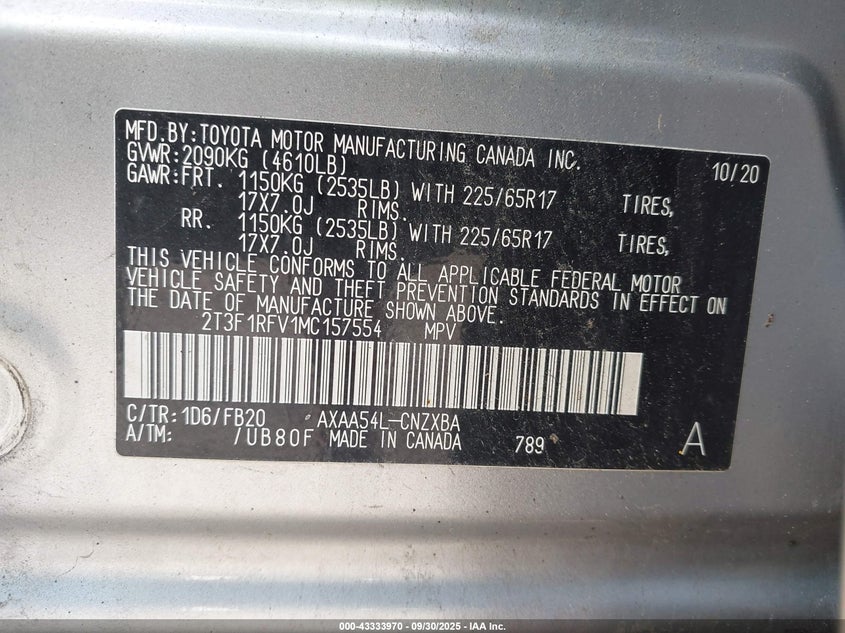 MFD.BY:TOYOTA MOTOR MANUFACTURING CANADA INC.
GVWR:2090KG (4610LB) 10/20
GAWR:FRT. 1150KG (2535LB) WITH 225/65R17 TIRES,
17X7.0J RIMS.
RR. 1150KG (2535LB) WITH 225/65R17 TIRES,
17X7.0J RIMS.
THIS VEHICLE CONFORMS TO ALL APPLICABLE FEDERAL MOTOR
VEHICLE SAFETY AND THEFT PREVENTION STANDARDS IN EFFECT ON
THE DATE OF MANUFACTURE SHOWN ABOVE.
2T3F1RFV1MC157554 MPV
C/TR:1D6/FB20 AXAA54L-CNZXBA
A/TM: /UB80F MADE IN CANADA 789 A
000-43333970 - 09/30/2025 - IAA Inc.